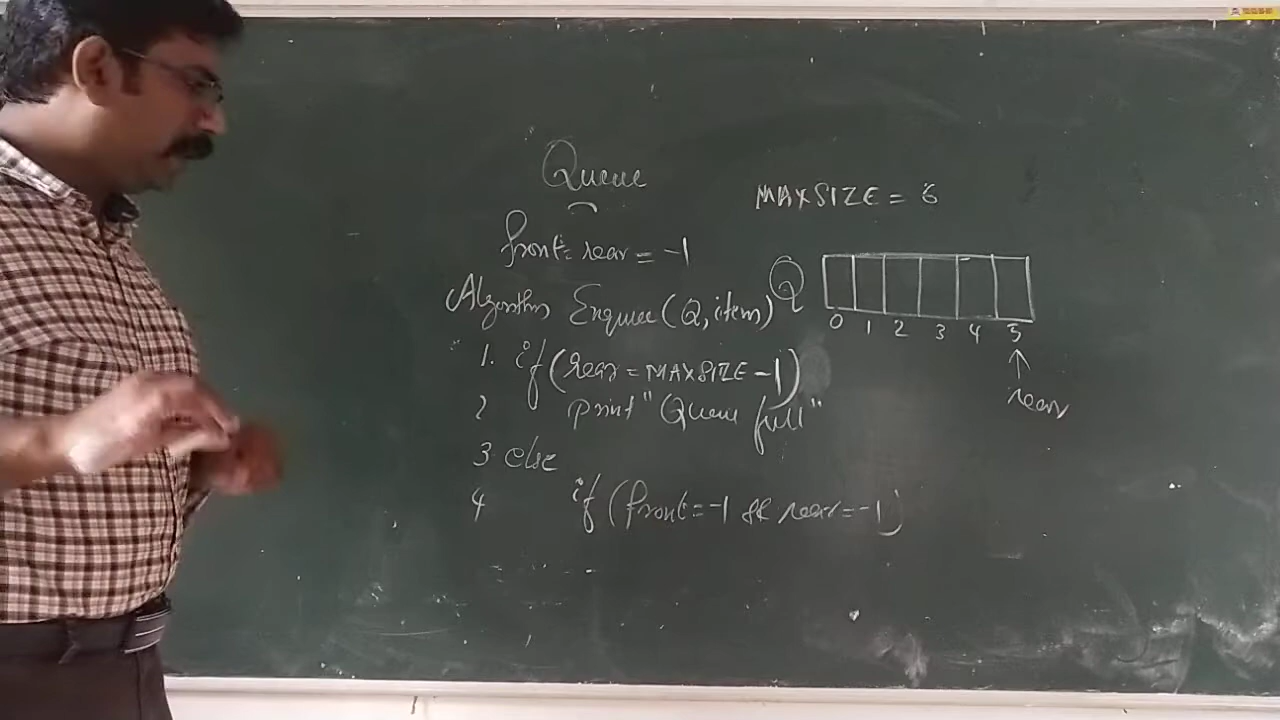 Queue
MAXSIZE = 6
front = rear = -1
Algorithm Enqueue(Q, item)
Q
0 1 2 3 4 5
rear
1. if (rear = MAXSIZE -1)
2 print "Queue full"
3. else
4 if (front = -1 && rear = -1)